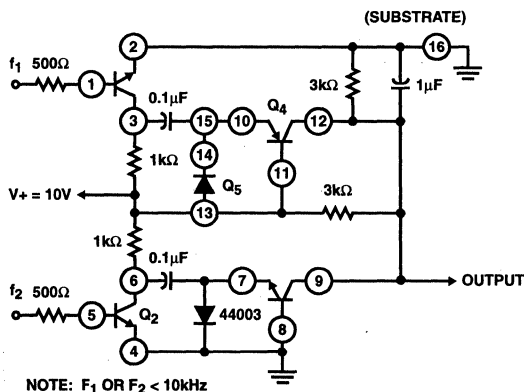 (SUBSTRATE)
2
16
f1 500Ω
1
3kΩ
1µF
0.1µF
Q4
3
15
10
12
14
11
1kΩ
Q5
3kΩ
V+ = 10V
13
1kΩ
0.1µF
6
7
9
OUTPUT
f2 500Ω
44003
5
Q2
8
4
NOTE: F1 OR F2 < 10kHz